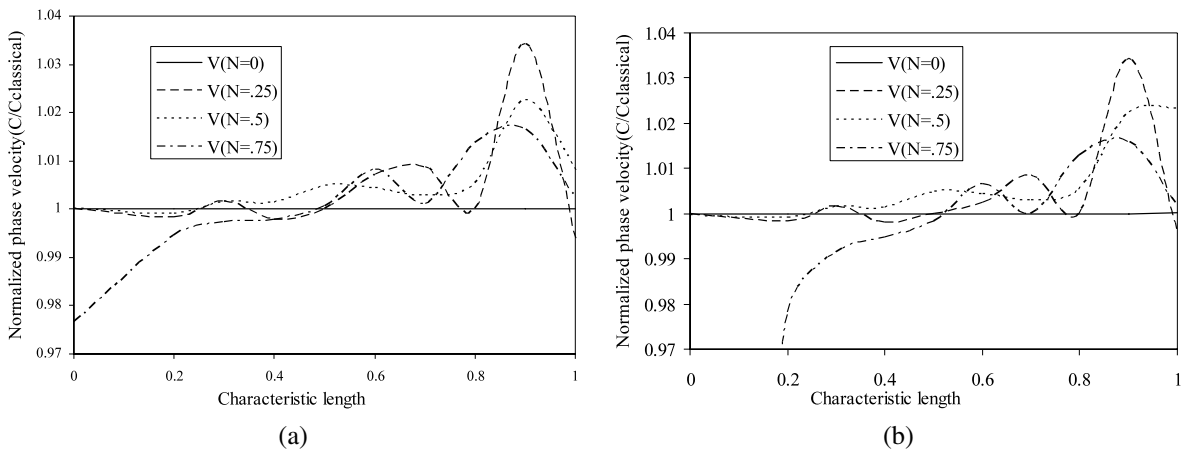 1.04
1.03
1.02
1.01
1
0.99
0.98
0.97
Normalized phase velocity(C/Cclassical)
V(N=0)
V(N=.25)
V(N=.5)
V(N=.75)
0
0.2
0.4
0.6
0.8
1
Characteristic length
(a)
1.04
1.03
1.02
1.01
1
0.99
0.98
0.97
Normalized phase velocity(C/Cclassical)
V(N=0)
V(N=.25)
V(N=.5)
V(N=.75)
0
0.2
0.4
0.6
0.8
1
Characteristic length
(b)